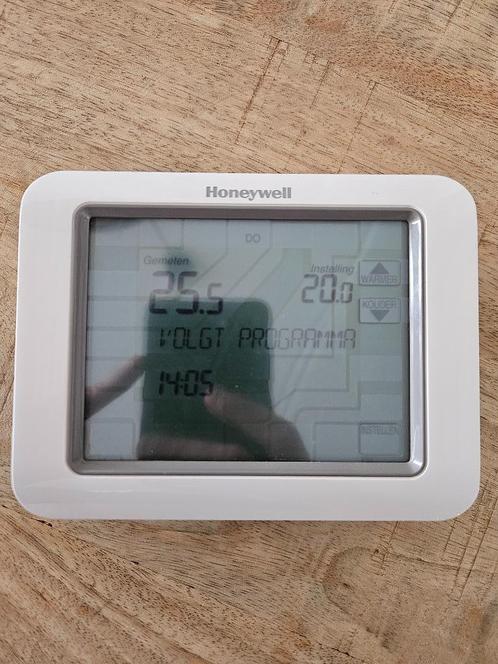 Honeywell
DO
Gemeten Instelling
25.5 20.0
WARMER
KOUDER
VOLGT PROGRAMMA
14:05
INSTELLEN